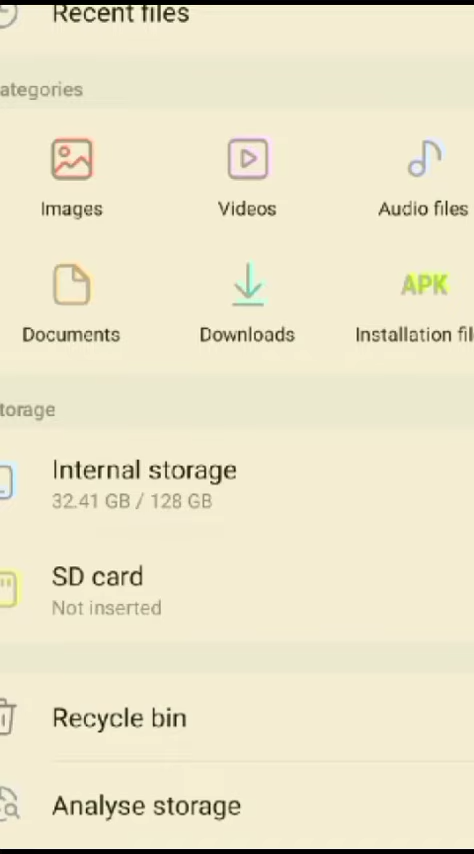 Recent files
ategories
Images
Videos
Audio files
Documents
Downloads
APK
Installation fil
torage
Internal storage
32.41 GB / 128 GB
SD card
Not inserted
Recycle bin
Analyse storage